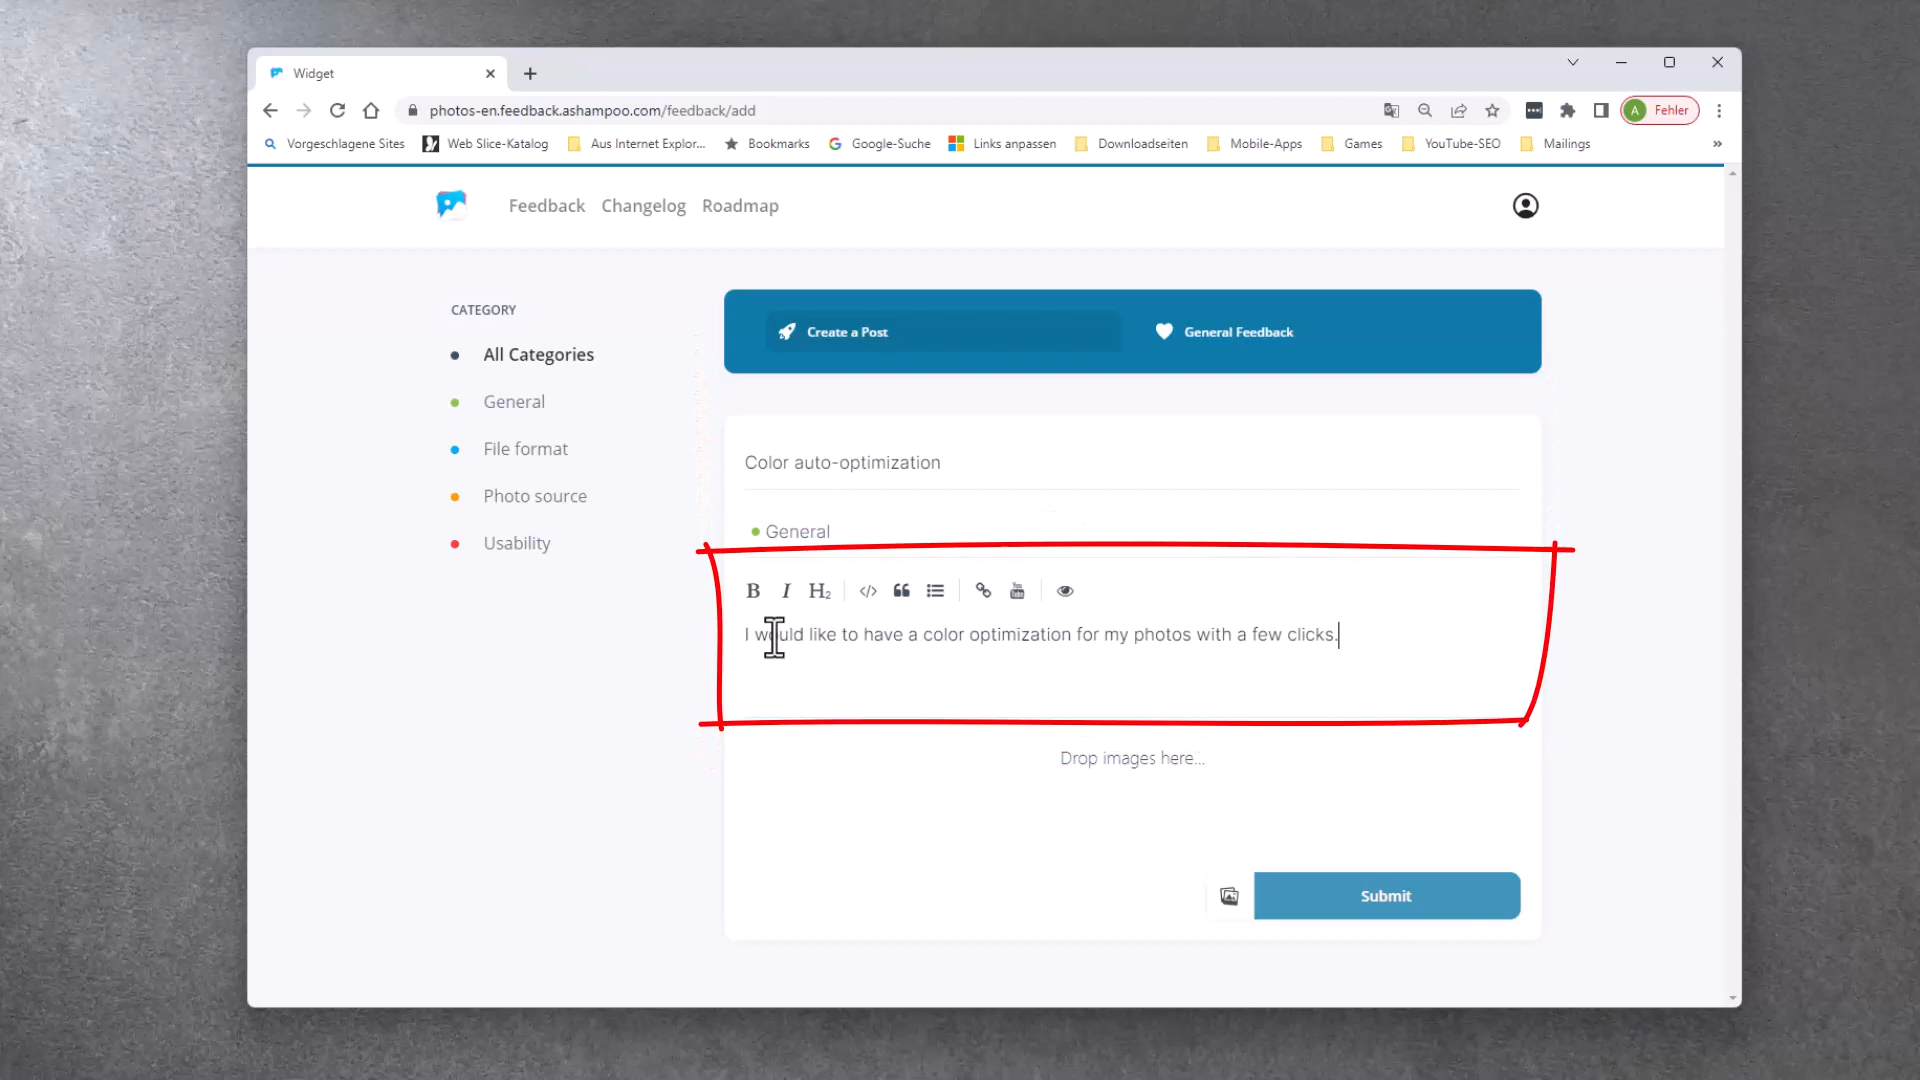 Widget
photos-en.feedback.ashampoo.com/feedback/add
A Fehler
Vorgeschlagene Sites Web Slice-Katalog Aus Internet Explor... Bookmarks Google-Suche Links anpassen Downloadseiten Mobile-Apps Games YouTube-SEO Mailings »
Feedback Changelog Roadmap
CATEGORY
All Categories
General
File format
Photo source
Usability
Create a Post General Feedback
Color auto-optimization
General
B I H2 </>
I would like to have a color optimization for my photos with a few clicks.
Drop images here...
Submit